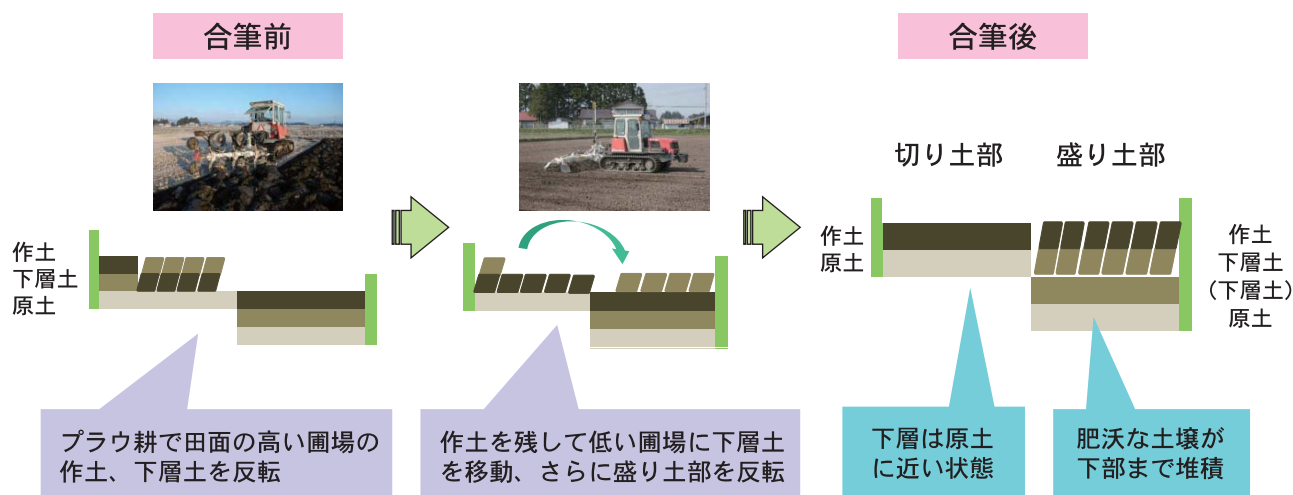 合筆前
合筆後
切り土部
盛り土部
作土
下層土
原土
作土
原土
作土
下層土
(下層土)
原土
プラウ耕で田面の高い圃場の
作土、下層土を反転
作土を残して低い圃場に下層土
を移動、さらに盛り土部を反転
下層は原土
に近い状態
肥沃な土壌が
下部まで堆積